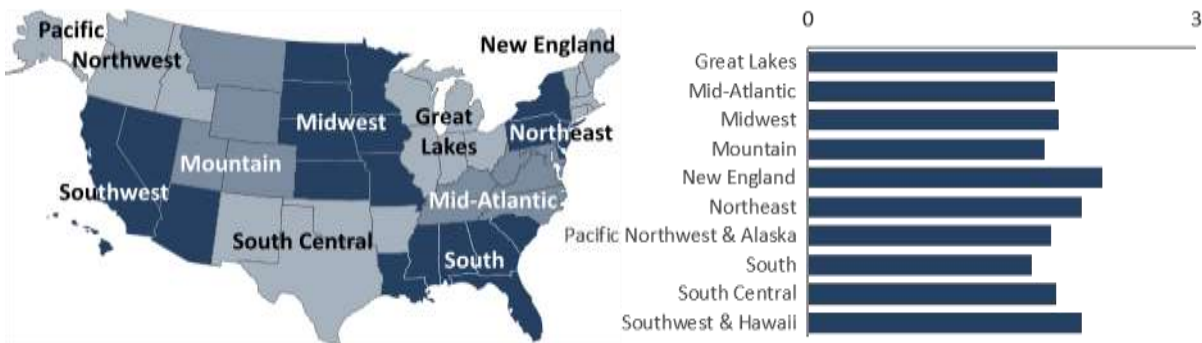 Pacific
Northwest
New England
Midwest
Great
Lakes
Northeast
Mountain
Southwest
Mid-Atlantic
South Central
South
0 3
Great Lakes
Mid-Atlantic
Midwest
Mountain
New England
Northeast
Pacific Northwest & Alaska
South
South Central
Southwest & Hawaii